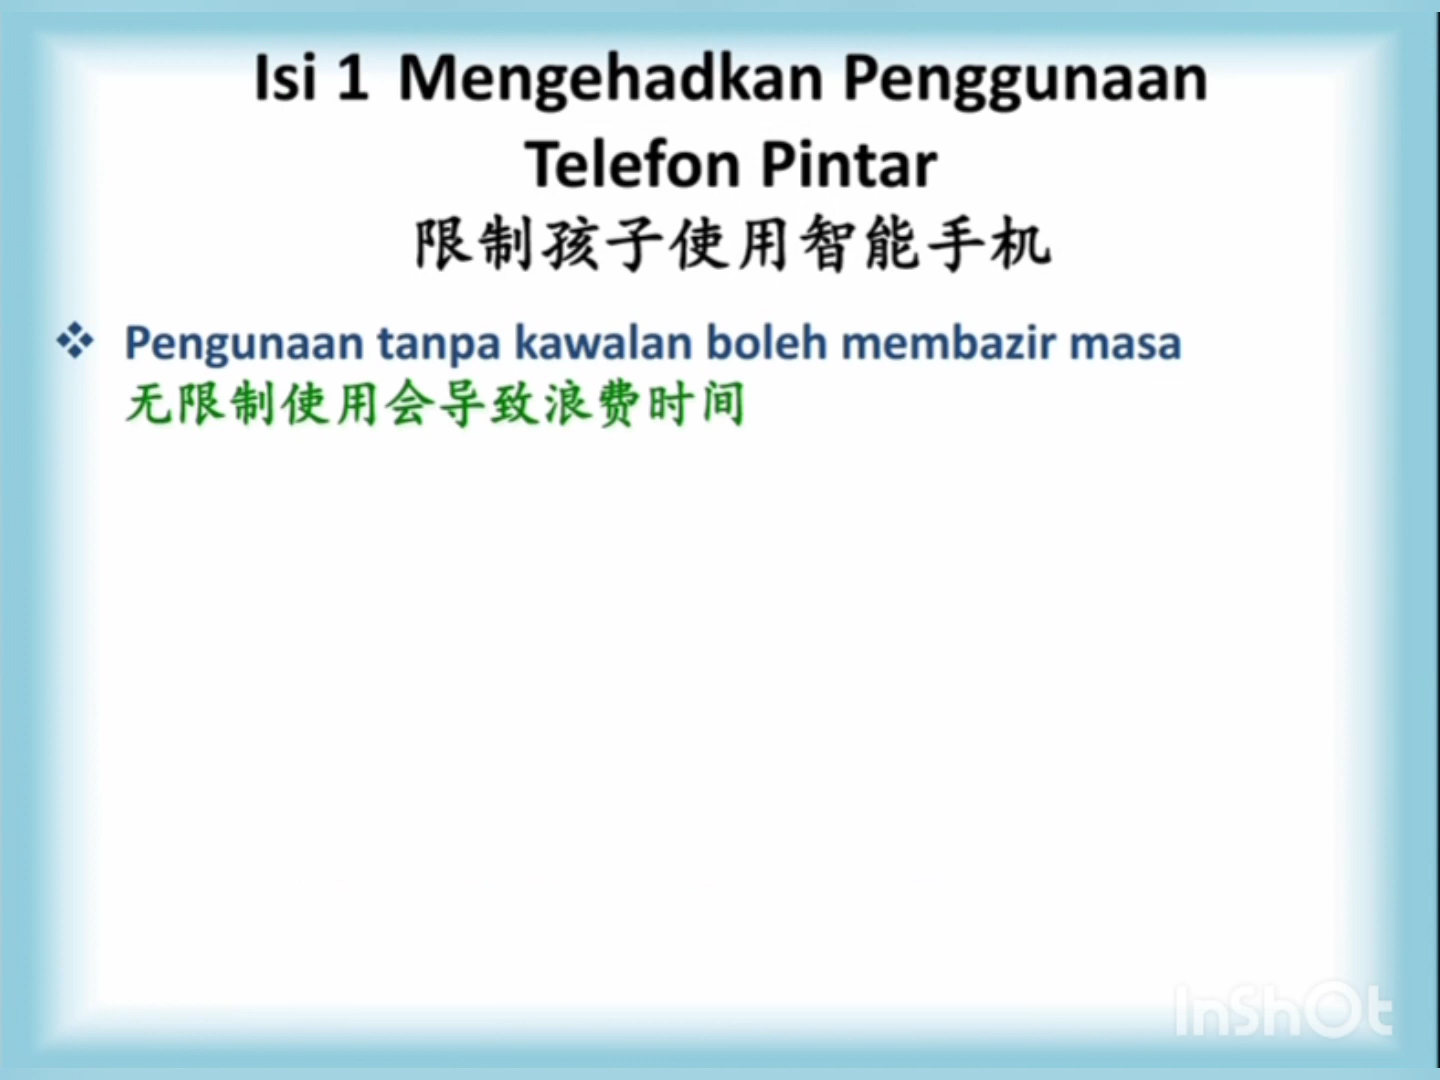 Isi 1 Mengehadkan Penggunaan
Telefon Pintar
限制孩子使用智能手机
❖ Pengunaan tanpa kawalan boleh membazir masa
无限制使用会导致浪费时间
InShOt